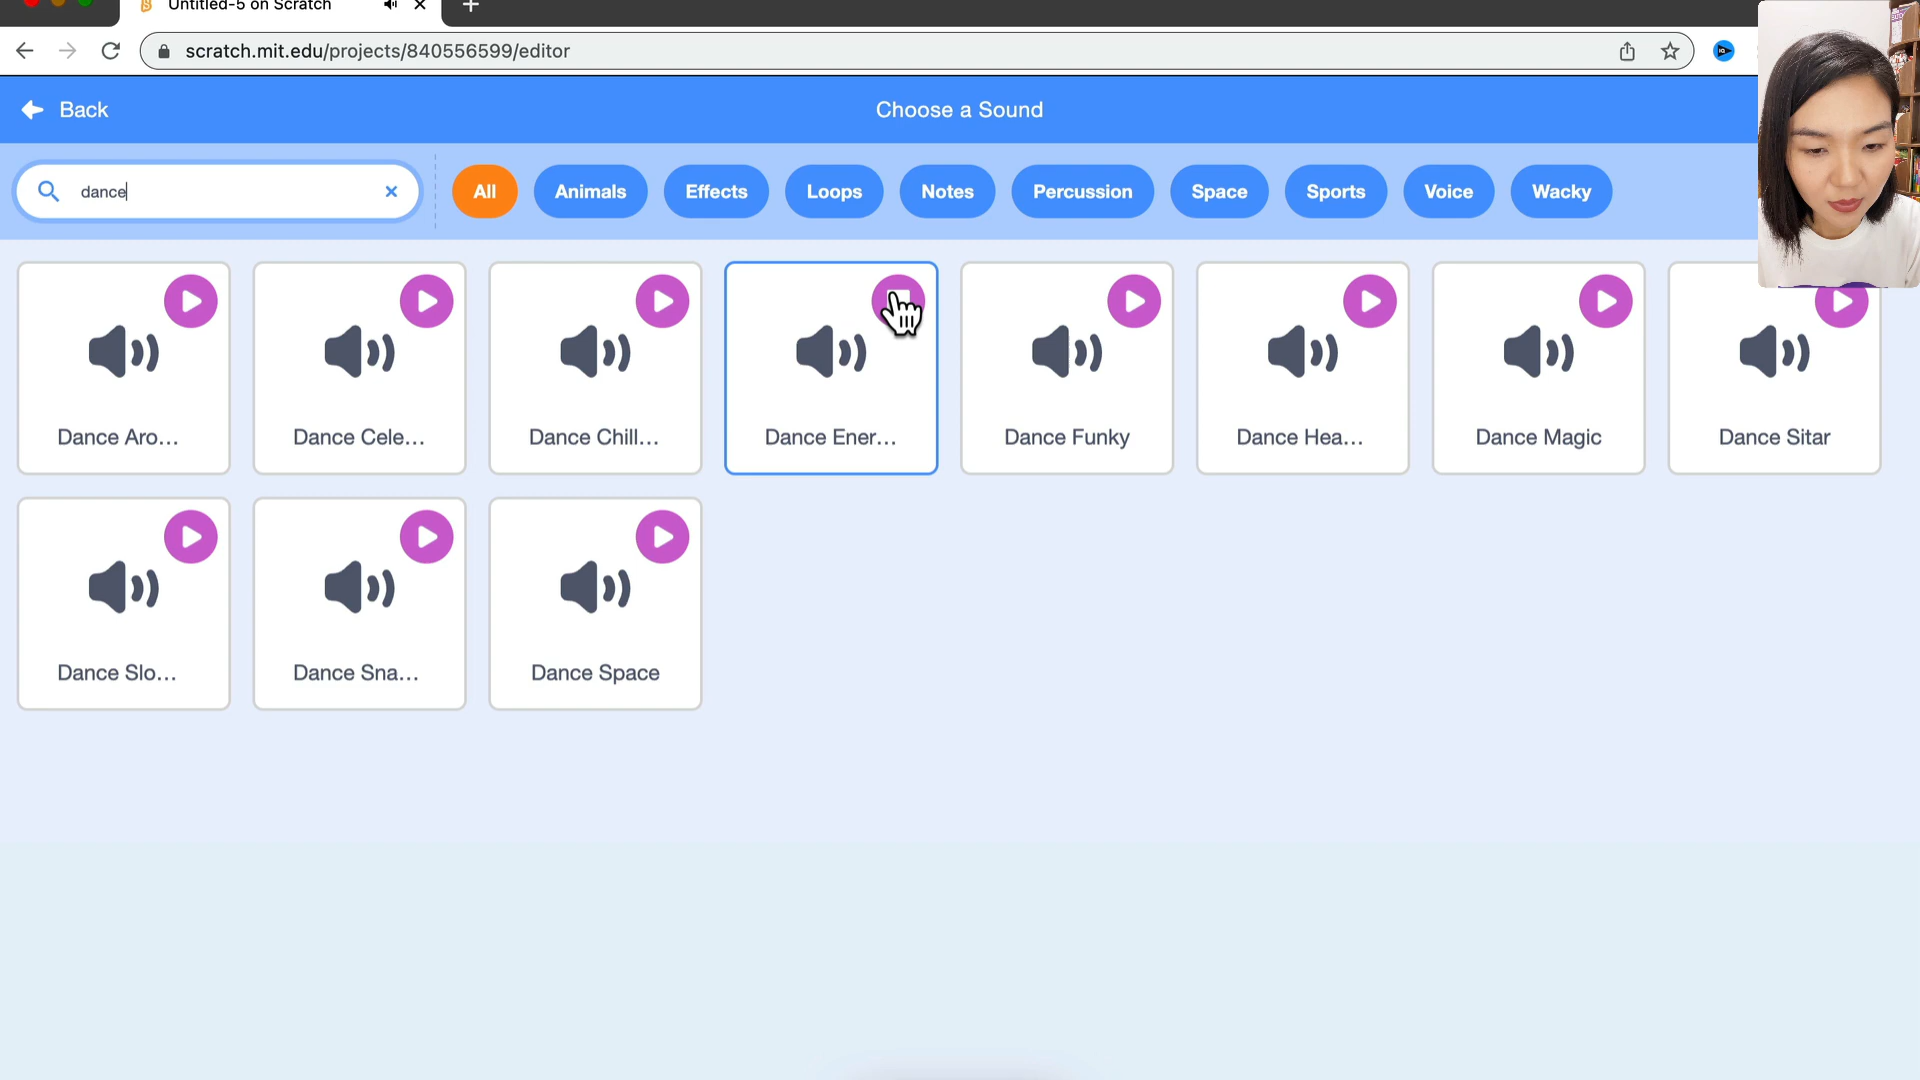 Untitled-5 on Scratch
scratch.mit.edu/projects/840556599/editor
Back
Choose a Sound
dance
All
Animals
Effects
Loops
Notes
Percussion
Space
Sports
Voice
Wacky
Dance Aro...
Dance Cele...
Dance Chill...
Dance Ener...
Dance Funky
Dance Hea...
Dance Magic
Dance Sitar
Dance Slo...
Dance Sna...
Dance Space